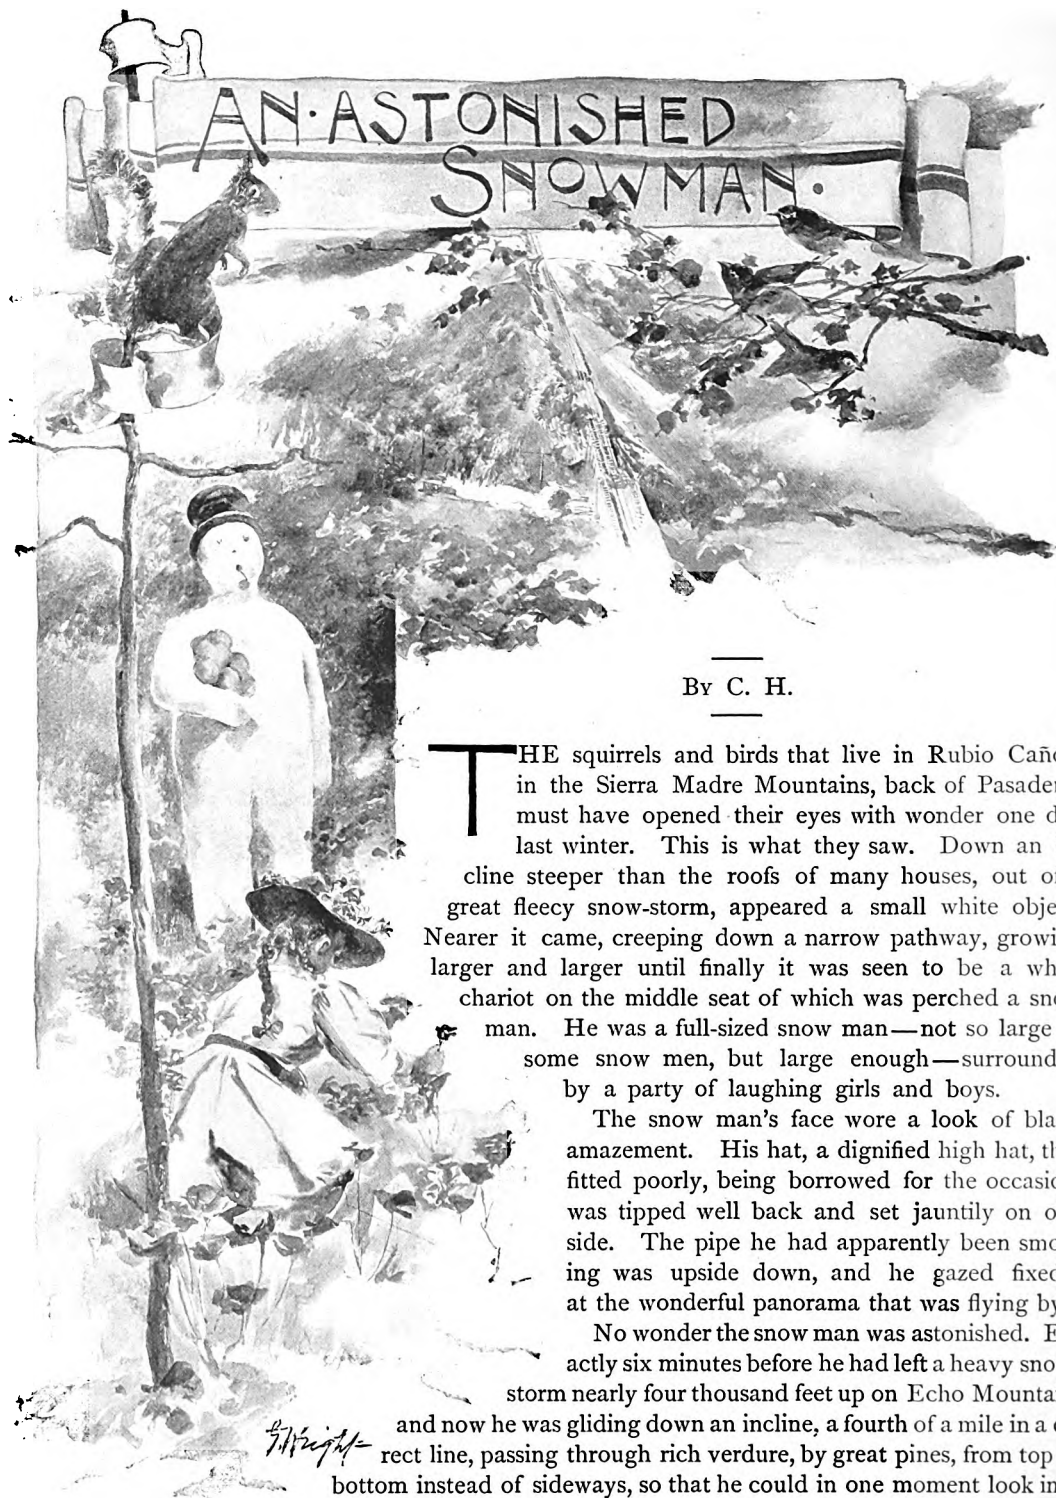 AN·ASTONISHED
SNOWMAN·
BY C. H.
THE squirrels and birds that live in Rubio Caño
in the Sierra Madre Mountains, back of Pasade
must have opened their eyes with wonder one d
last winter. This is what they saw. Down an
cline steeper than the roofs of many houses, out o
great fleecy snow-storm, appeared a small white obje
Nearer it came, creeping down a narrow pathway, growi
larger and larger until finally it was seen to be a wh
chariot on the middle seat of which was perched a sno
man. He was a full-sized snow man—not so large
some snow men, but large enough—surround
by a party of laughing girls and boys.
The snow man's face wore a look of bla
amazement. His hat, a dignified high hat, th
fitted poorly, being borrowed for the occasio
was tipped well back and set jauntily on o
side. The pipe he had apparently been smo
ing was upside down, and he gazed fixed
at the wonderful panorama that was flying by
No wonder the snow man was astonished. E
actly six minutes before he had left a heavy sno
storm nearly four thousand feet up on Echo Mountai
and now he was gliding down an incline, a fourth of a mile in a d
rect line, passing through rich verdure, by great pines, from top
bottom instead of sideways, so that he could in one moment look in
G. Wright